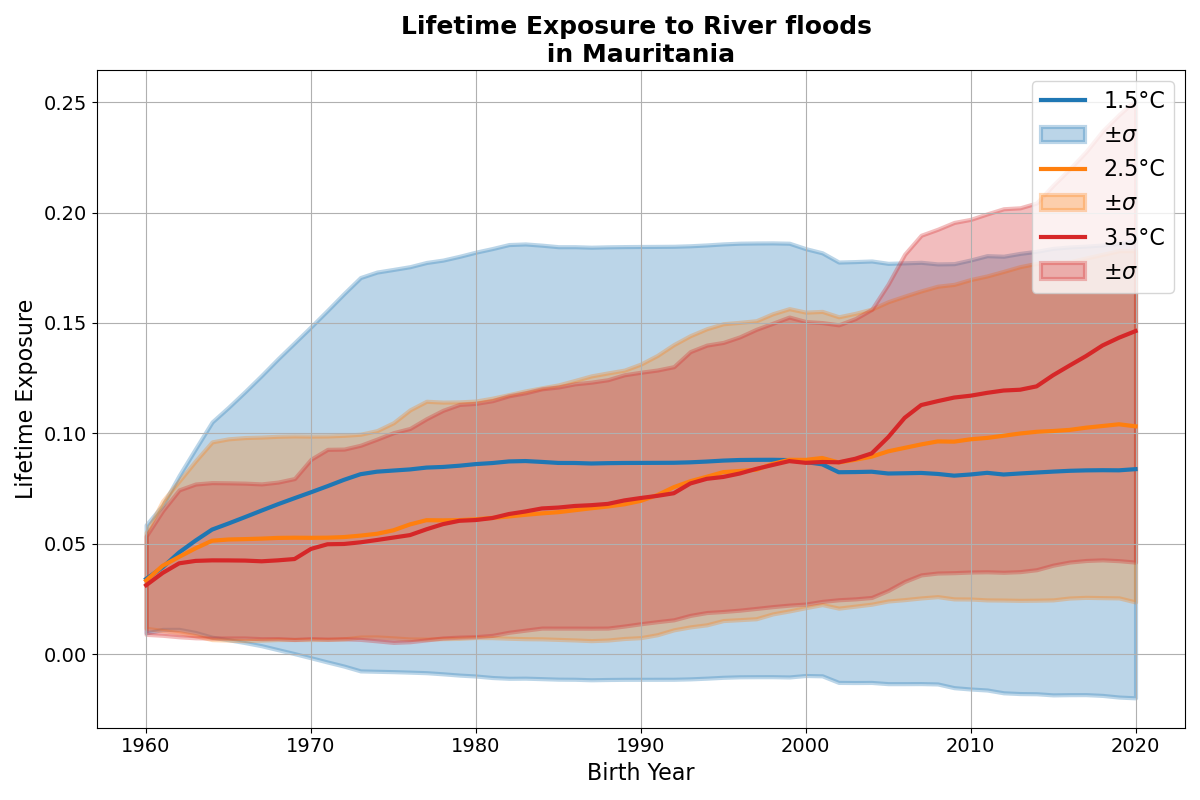 Lifetime Exposure to River floods
in Mauritania
Lifetime Exposure
0.25
0.20
0.15
0.10
0.05
0.00
1.5°C
±σ
2.5°C
±σ
3.5°C
±σ
1960
1970
1980
1990
2000
2010
2020
Birth Year